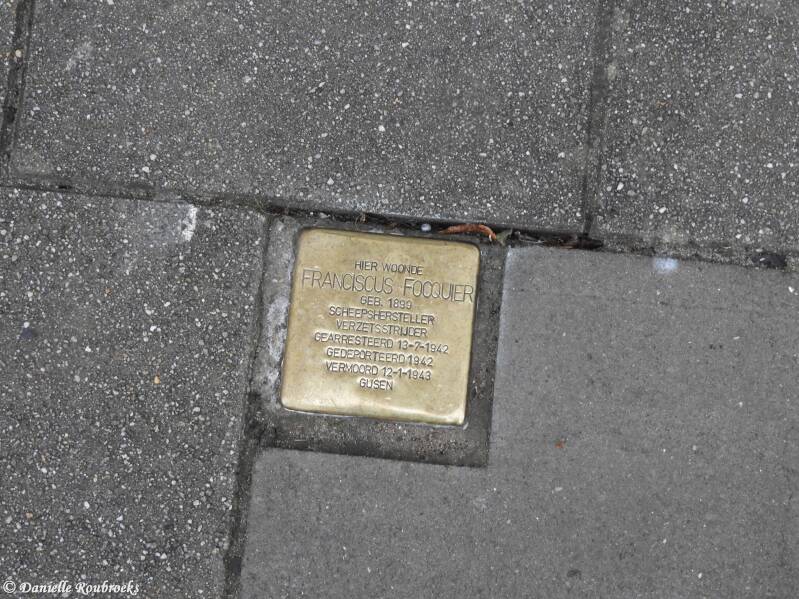 HIER WOONDE
FRANCISCUS FOCQUIER
GEB. 1899
SCHEEPSHERSTELLER
VERZETSSTRIJDER
GEARRESTEERD 13-7-1942
GEDEPORTEERD 1942
VERMOORD 12-1-1943
GUSEN
© Danielle Roubroeks